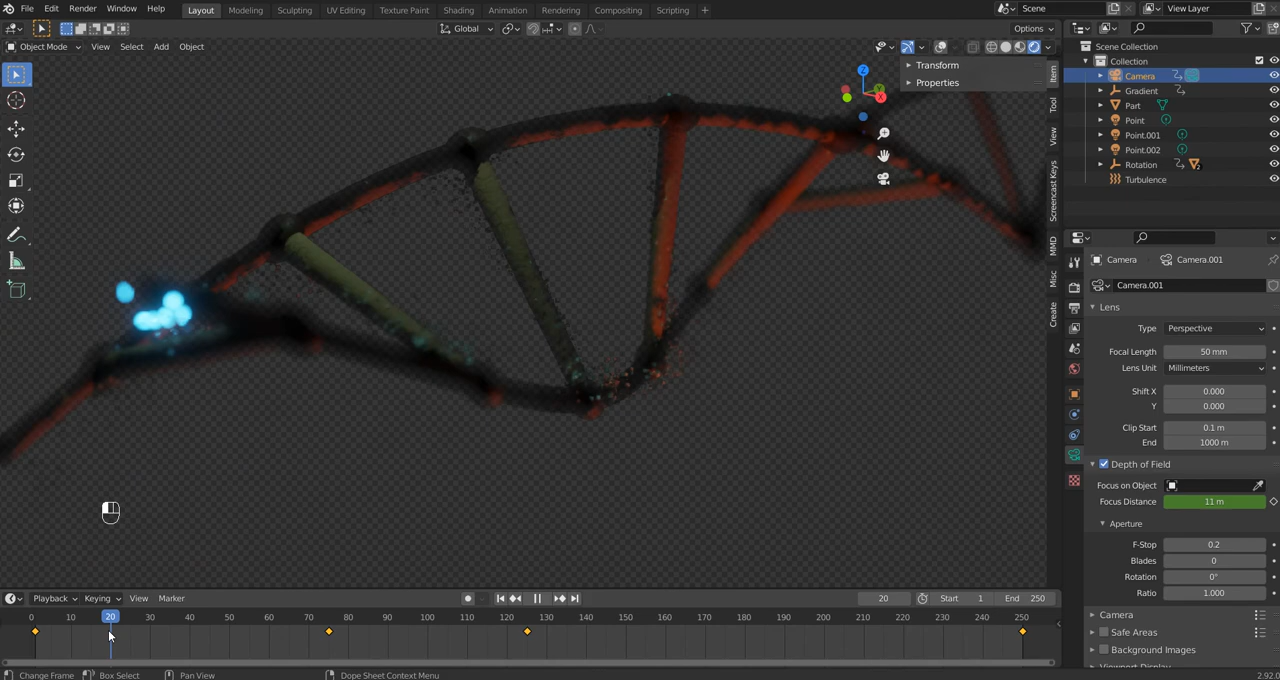 File Edit Render Window Help Layout Modeling Sculpting UV Editing Texture Paint Shading Animation Rendering Compositing Scripting + Scene View Layer
Global Options
Object Mode View Select Add Object
Transform
Properties
Z
Y
X
Item
Tool
View
Screencast Keys
MMD
Misc
Create
Scene Collection
Collection
Camera
Gradient
Part
Point
Point.001
Point.002
Rotation 2
Turbulence
Camera Camera.001
Camera.001
Lens
Type Perspective
Focal Length 50 mm
Lens Unit Millimeters
Shift X 0.000
Y 0.000
Clip Start 0.1 m
End 1000 m
Depth of Field
Focus on Object
Focus Distance 11 m
Aperture
F-Stop 0.2
Blades 0
Rotation 0°
Ratio 1.000
Camera
Safe Areas
Background Images
Viewport Display
Playback Keying View Marker 20 Start 1 End 250
0 10 20 30 40 50 60 70 80 90 100 110 120 130 140 150 160 170 180 190 200 210 220 230 240 250
Change Frame Box Select Pan View Dope Sheet Context Menu 2.92.0